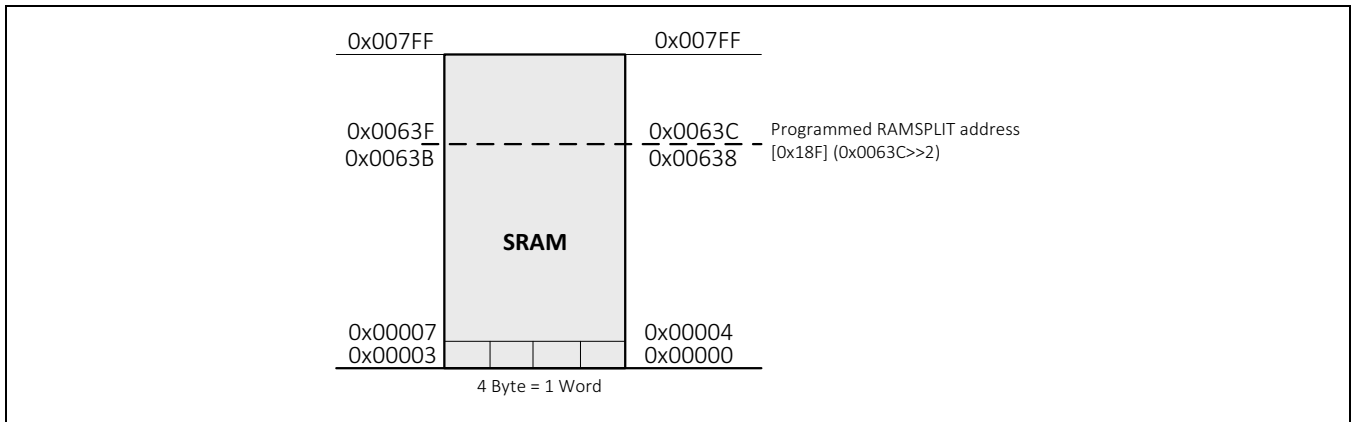 0x007FF 0x007FF
0x0063F 0x0063C Programmed RAMSPLIT address
0x0063B 0x00638 [0x18F] (0x0063C>>2)
SRAM
0x00007 0x00004
0x00003 0x00000
4 Byte = 1 Word